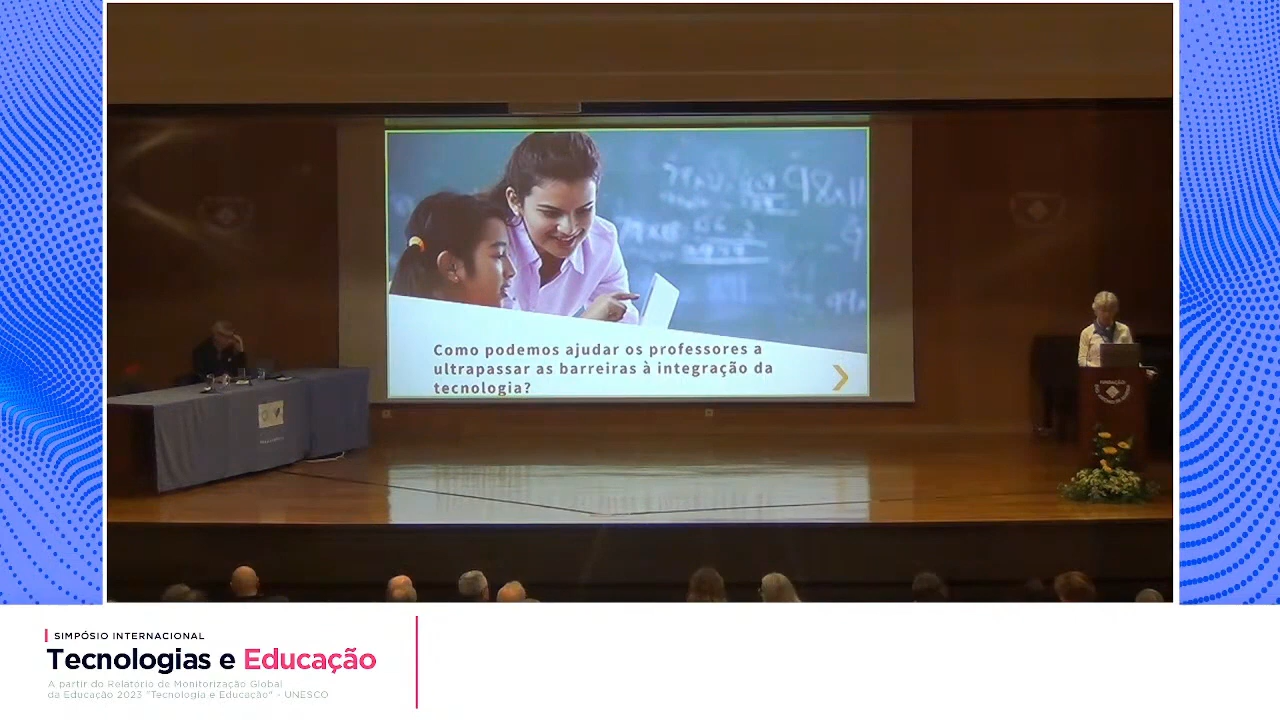 Como podemos ajudar os professores a
ultrapassar as barreiras à integração da
tecnologia?
FUNDAÇÃO
SIMPÓSIO INTERNACIONAL
Tecnologias e Educação
A partir do Relatório de Monitorização Global
da Educação 2023 "Tecnologia e Educação" - UNESCO